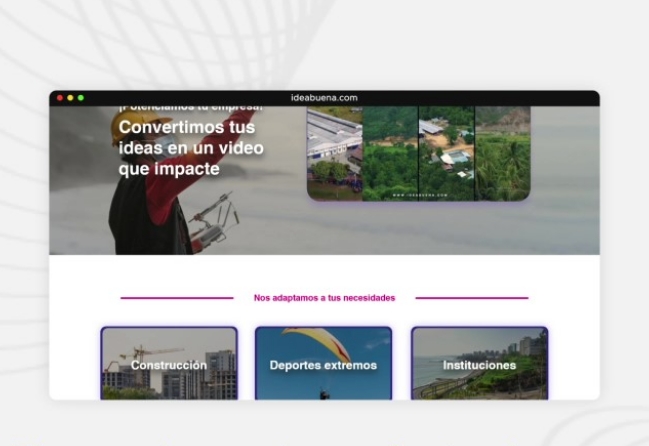 ideabuena.com
¡Potenciamos tu empresa!
Convertimos tus
ideas en un video
que impacte
WWW.IDEABUENA.COM
Nos adaptamos a tus necesidades
Construcción
Deportes extremos
Instituciones